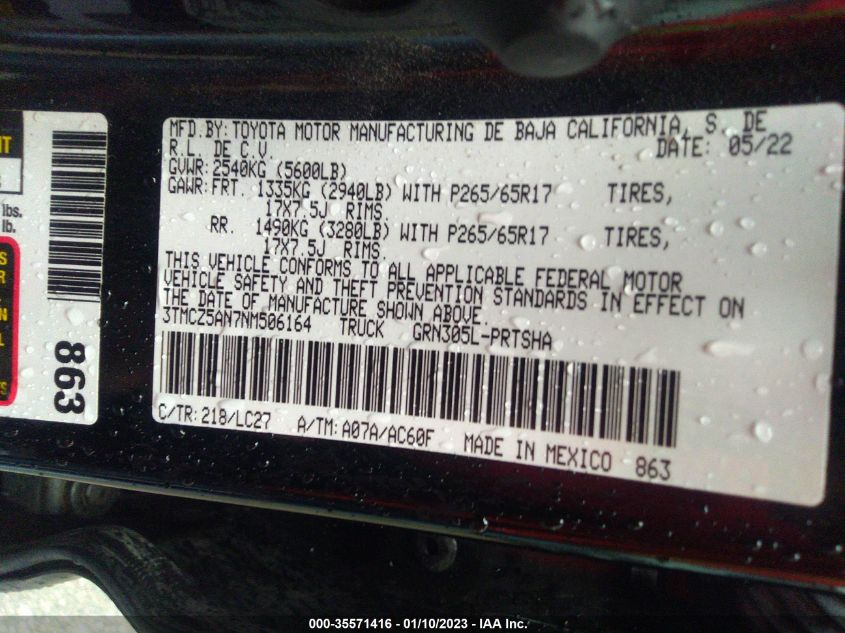 NT
lbs.
lb.
S
R
L
863
MFD.BY: TOYOTA MOTOR MANUFACTURING DE BAJA CALIFORNIA, S. DE
R.L. DE C.V. DATE: 05/22
GVWR: 2540KG (5600LB)
GAWR: FRT. 1335KG (2940LB) WITH P265/65R17 TIRES,
17X7.5J RIMS.
RR. 1490KG (3280LB) WITH P265/65R17 TIRES,
17X7.5J RIMS.
THIS VEHICLE CONFORMS TO ALL APPLICABLE FEDERAL MOTOR
VEHICLE SAFETY AND THEFT PREVENTION STANDARDS IN EFFECT ON
THE DATE OF MANUFACTURE SHOWN ABOVE.
3TMCZ5AN7NM506164 TRUCK GRN305L-PRTSHA
C/TR: 218/LC27 A/TM: A07A/AC60F MADE IN MEXICO 863
000-35571416 - 01/10/2023 - IAA Inc.